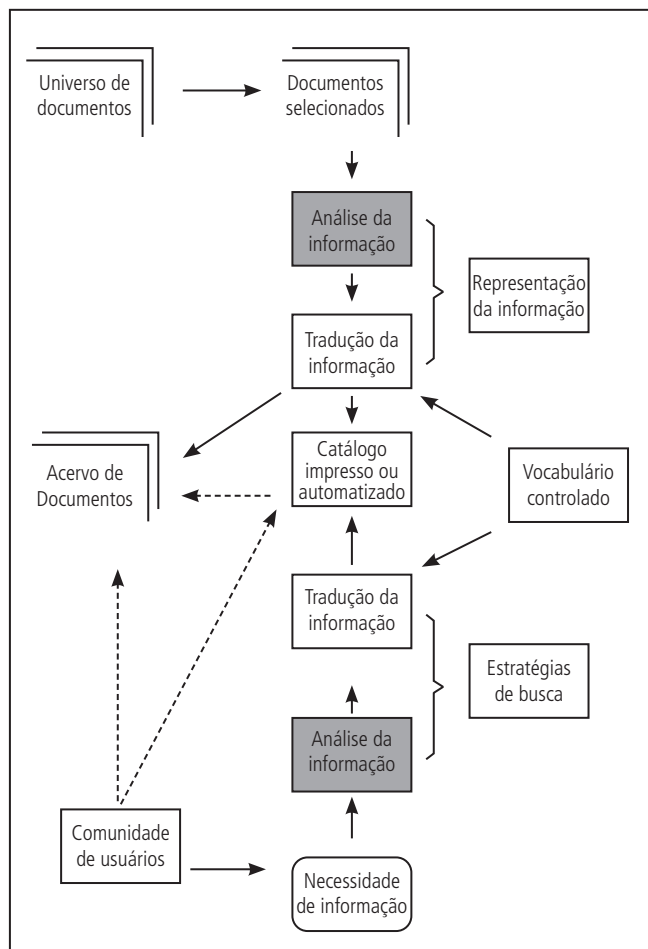 Universo de
documentos
Documentos
selecionados
Análise da
informação
Representação
da informação
Tradução da
informação
Acervo de
Documentos
Catálogo
impresso ou
automatizado
Vocabulário
controlado
Tradução da
informação
Estratégias
de busca
Análise da
informação
Comunidade
de usuários
Necessidade
de informação